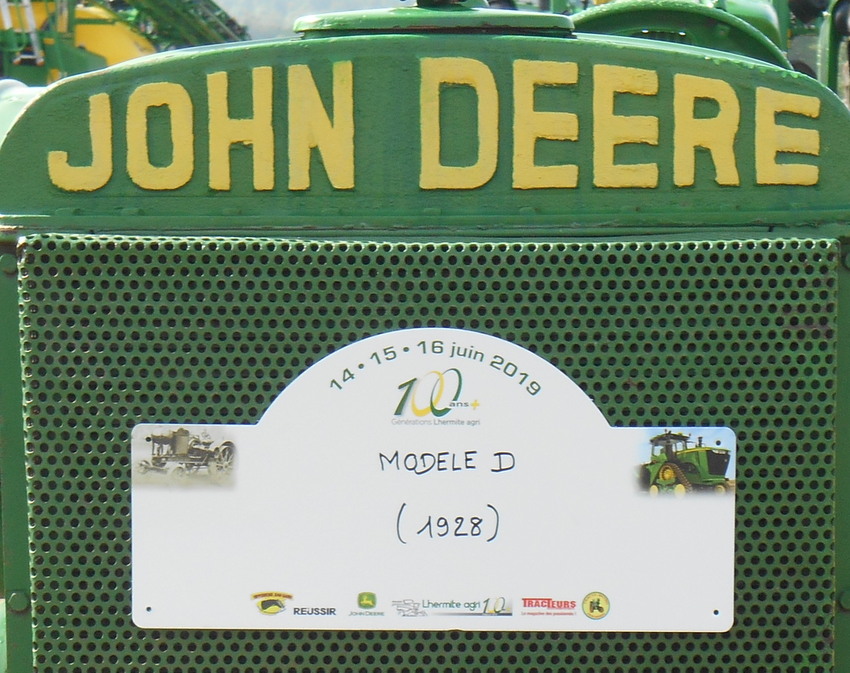 JOHN DEERE
14 • 15 • 16 juin 2019
100 ans +
Générations Lhermite agri
MODELE D
(1928)
REUSSIR
JOHN DEERE
Lhermite agri 100
TRACTEURS